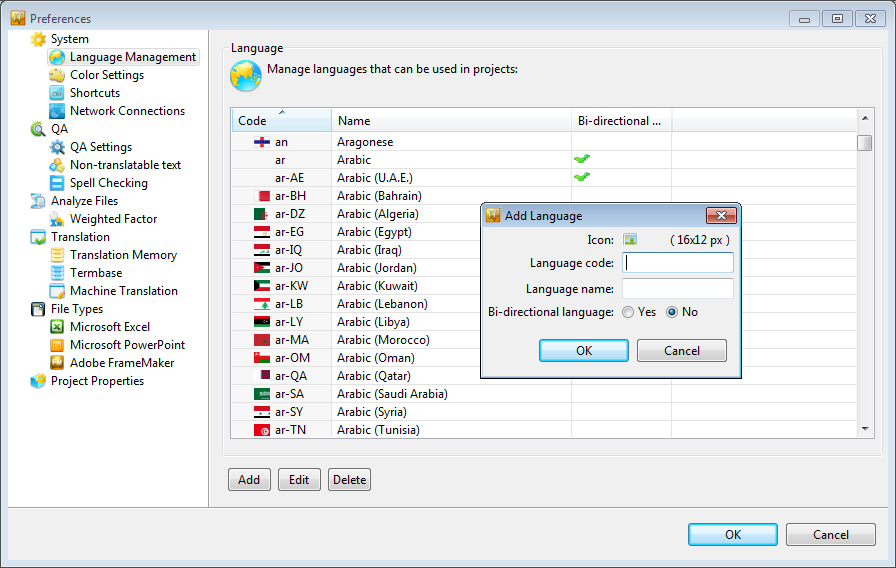 Preferences
System
Language Management
Color Settings
Shortcuts
Network Connections
QA
QA Settings
Non-translatable text
Spell Checking
Analyze Files
Weighted Factor
Translation
Translation Memory
Termbase
Machine Translation
File Types
Microsoft Excel
Microsoft PowerPoint
Adobe FrameMaker
Project Properties
Language
Manage languages that can be used in projects:
Code Name Bi-directional ...
an Aragonese
ar Arabic
ar-AE Arabic (U.A.E.)
ar-BH Arabic (Bahrain)
ar-DZ Arabic (Algeria)
ar-EG Arabic (Egypt)
ar-IQ Arabic (Iraq)
ar-JO Arabic (Jordan)
ar-KW Arabic (Kuwait)
ar-LB Arabic (Lebanon)
ar-LY Arabic (Libya)
ar-MA Arabic (Morocco)
ar-OM Arabic (Oman)
ar-QA Arabic (Qatar)
ar-SA Arabic (Saudi Arabia)
ar-SY Arabic (Syria)
ar-TN Arabic (Tunisia)
Add Edit Delete
OK Cancel
Add Language
Icon: ( 16x12 px )
Language code:
Language name:
Bi-directional language: Yes No
OK Cancel